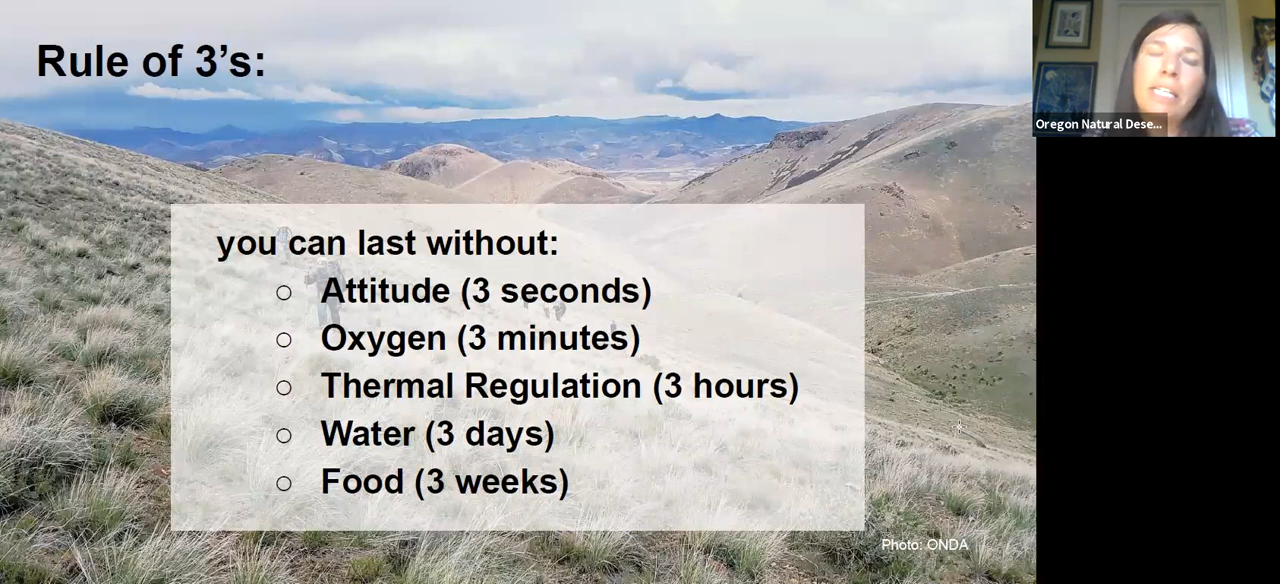 Rule of 3’s:
you can last without:
○ Attitude (3 seconds)
○ Oxygen (3 minutes)
○ Thermal Regulation (3 hours)
○ Water (3 days)
○ Food (3 weeks)
Photo: ONDA
Oregon Natural Dese...